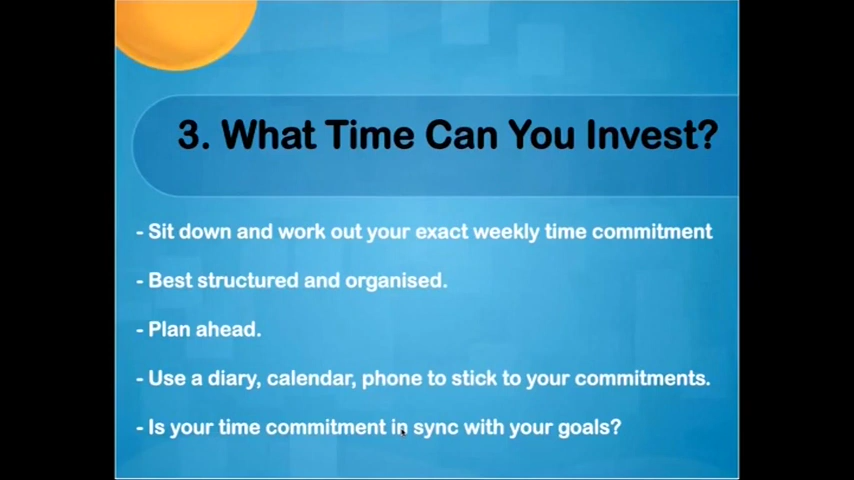 3. What Time Can You Invest?
- Sit down and work out your exact weekly time commitment
- Best structured and organised.
- Plan ahead.
- Use a diary, calendar, phone to stick to your commitments.
- Is your time commitment in sync with your goals?